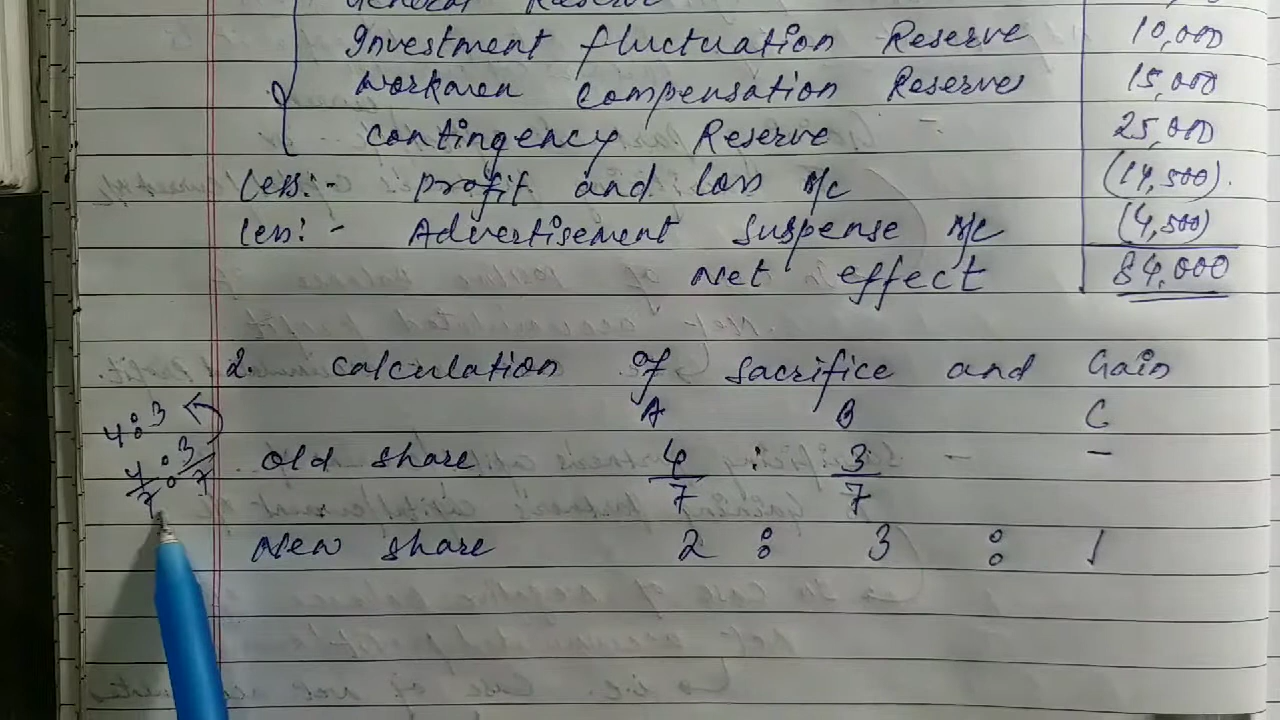 General Reserve
Investment fluctuation Reserve 10,000
workmen compensation Reserve 15,000
contingency Reserve 25,000
Less:- profit and loss A/c (14,500).
Less:- Advertisement suspense A/c (4,500)
Net effect 84,000
2. calculation of sacrifice and Gain
A B C
4:3
4/7 : 3/7
Old share 4/7 : 3/7 - -
New share 2 : 3 : 1